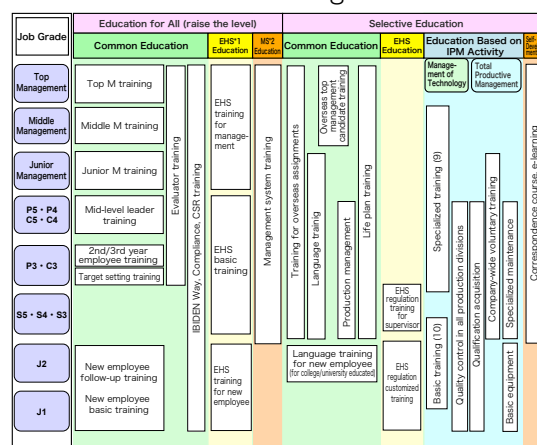 Education for All (raise the level)
Selective Education
Job Grade
Common Education
EHS*1
Education
MS*2
Education
Common Education
EHS
Education
Education Based on
IPM Activity
Self-
Devel-
ment
Manage-
ment of
Technology
Total
Productive
Management
Top
Management
Middle
Management
Junior
Management
P5・P4
C5・C4
P3・C3
S5・S4・S3
J2
J1
Top M training
Middle M training
Junior M training
Mid-level leader
training
2nd/3rd year
employee training
Target setting training
New employee
follow-up training
New employee
basic training
Evaluator training
IBIDEN Way, Compliance, CSR training
EHS
training
for
manage-
ment
EHS
basic
training
EHS
training
for new
employee
Management system training
Training for overseas assignments
Language trainig
Overseas top
management
candidate training
Production management
Life plan training
Language training
for new employee
(for college/university educated)
EHS
regulation
training
for
supervisor
EHS
regulation
customized
training
Specialized training (9)
Basic training (10)
Quality control in all production divisions
Qualification acquisition
Company-wide voluntary training
Specialized maintenance
Basic equipment
Correspondence course, e-learning